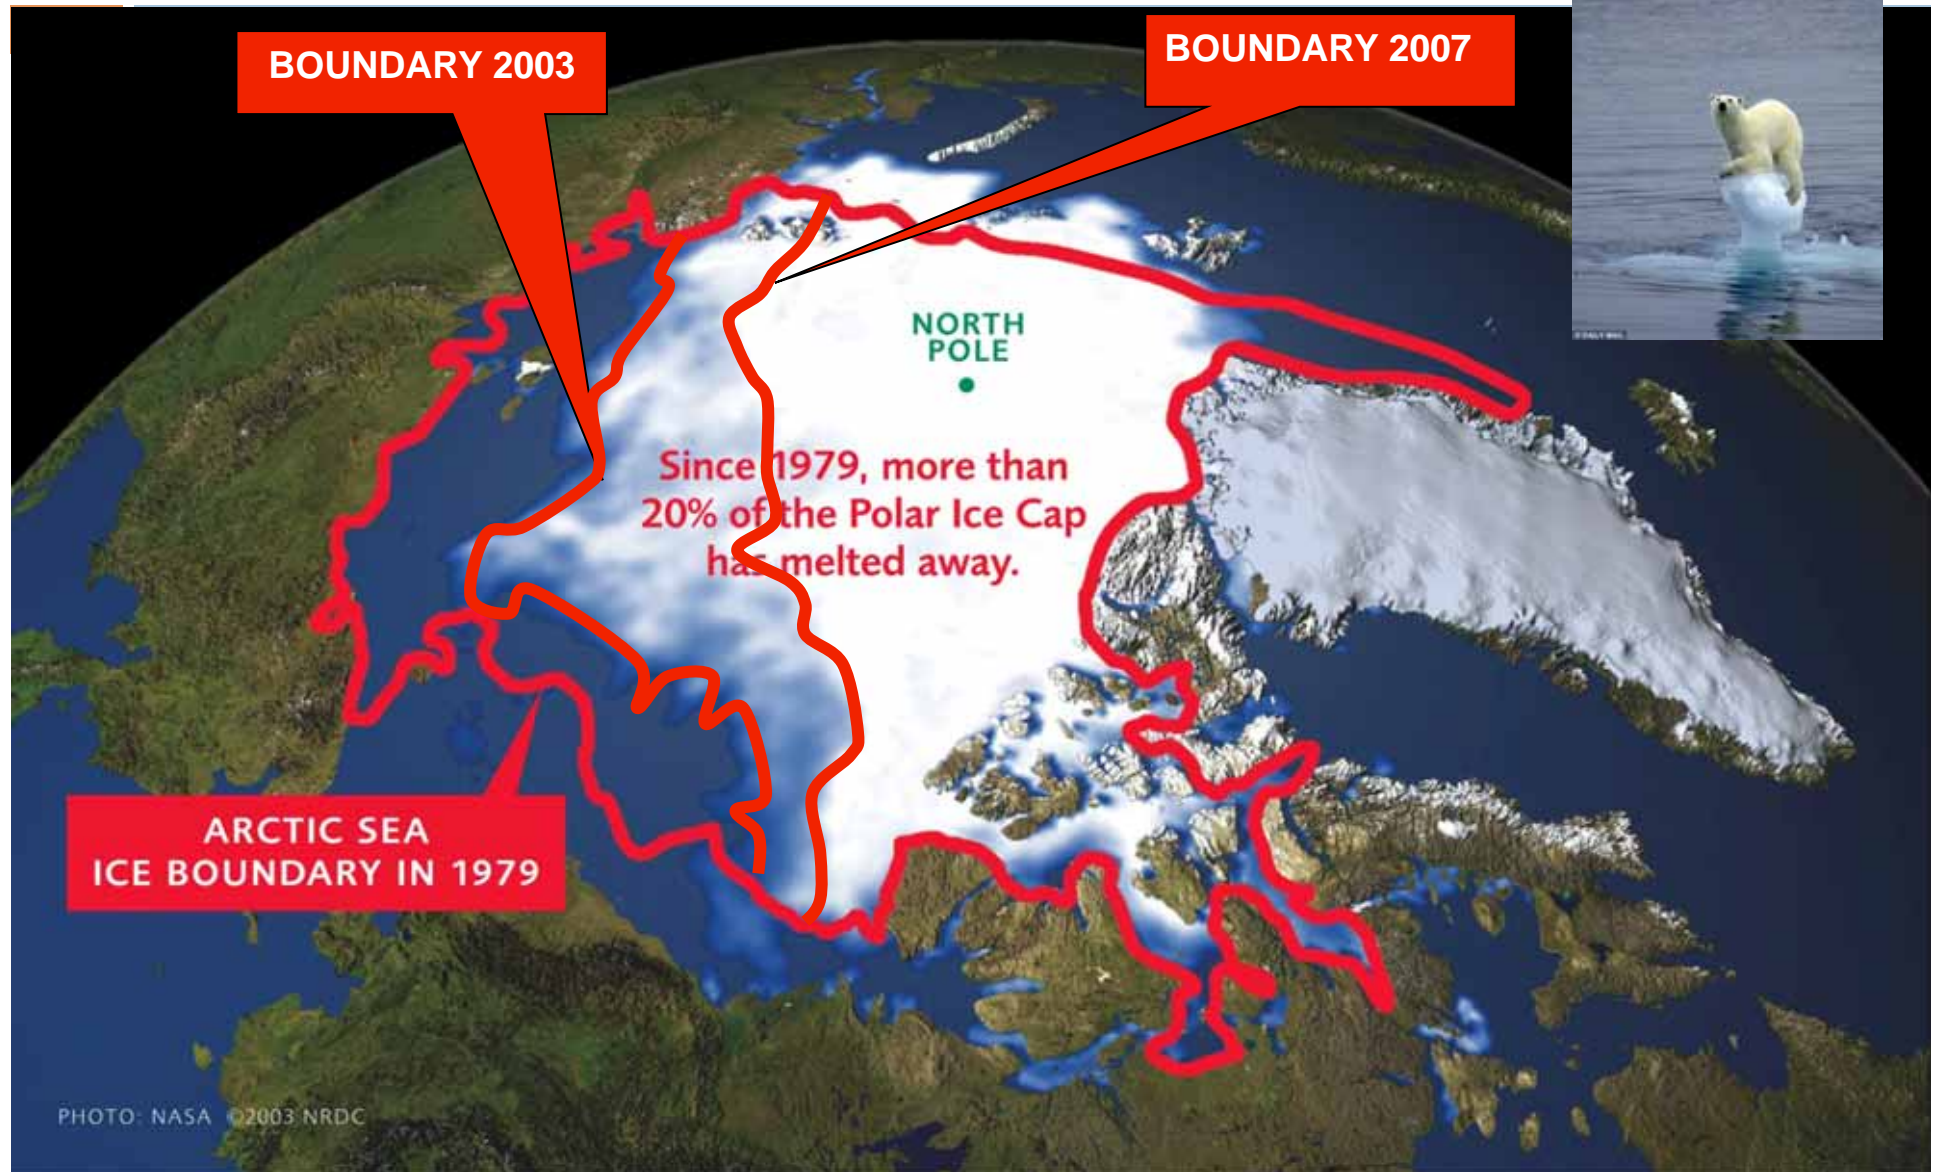 BOUNDARY 2003
BOUNDARY 2007
NORTH
POLE
Since 1979, more than
20% of the Polar Ice Cap
has melted away.
ARCTIC SEA
ICE BOUNDARY IN 1979
PHOTO: NASA ©2003 NRDC